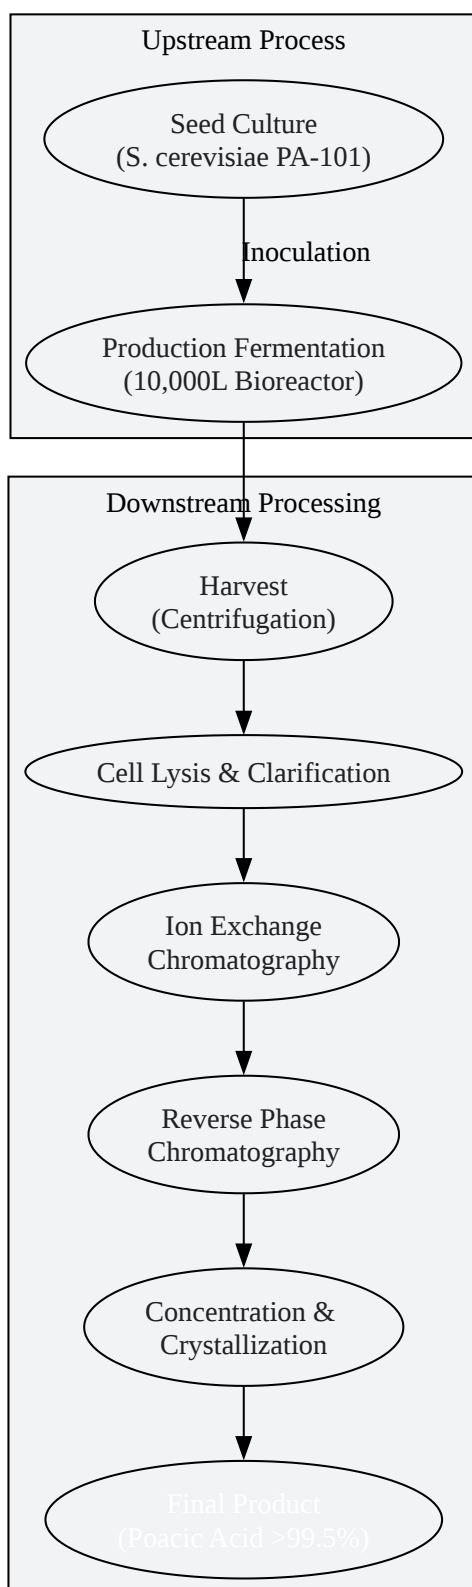 Upstream Process
Seed Culture
(S. cerevisiae PA-101)
Inoculation
Production Fermentation
(10,000L Bioreactor)
Downstream Processing
Harvest
(Centrifugation)
Cell Lysis & Clarification
Ion Exchange
Chromatography
Reverse Phase
Chromatography
Concentration &
Crystallization
Final Product
(Poacic Acid >99.5%)